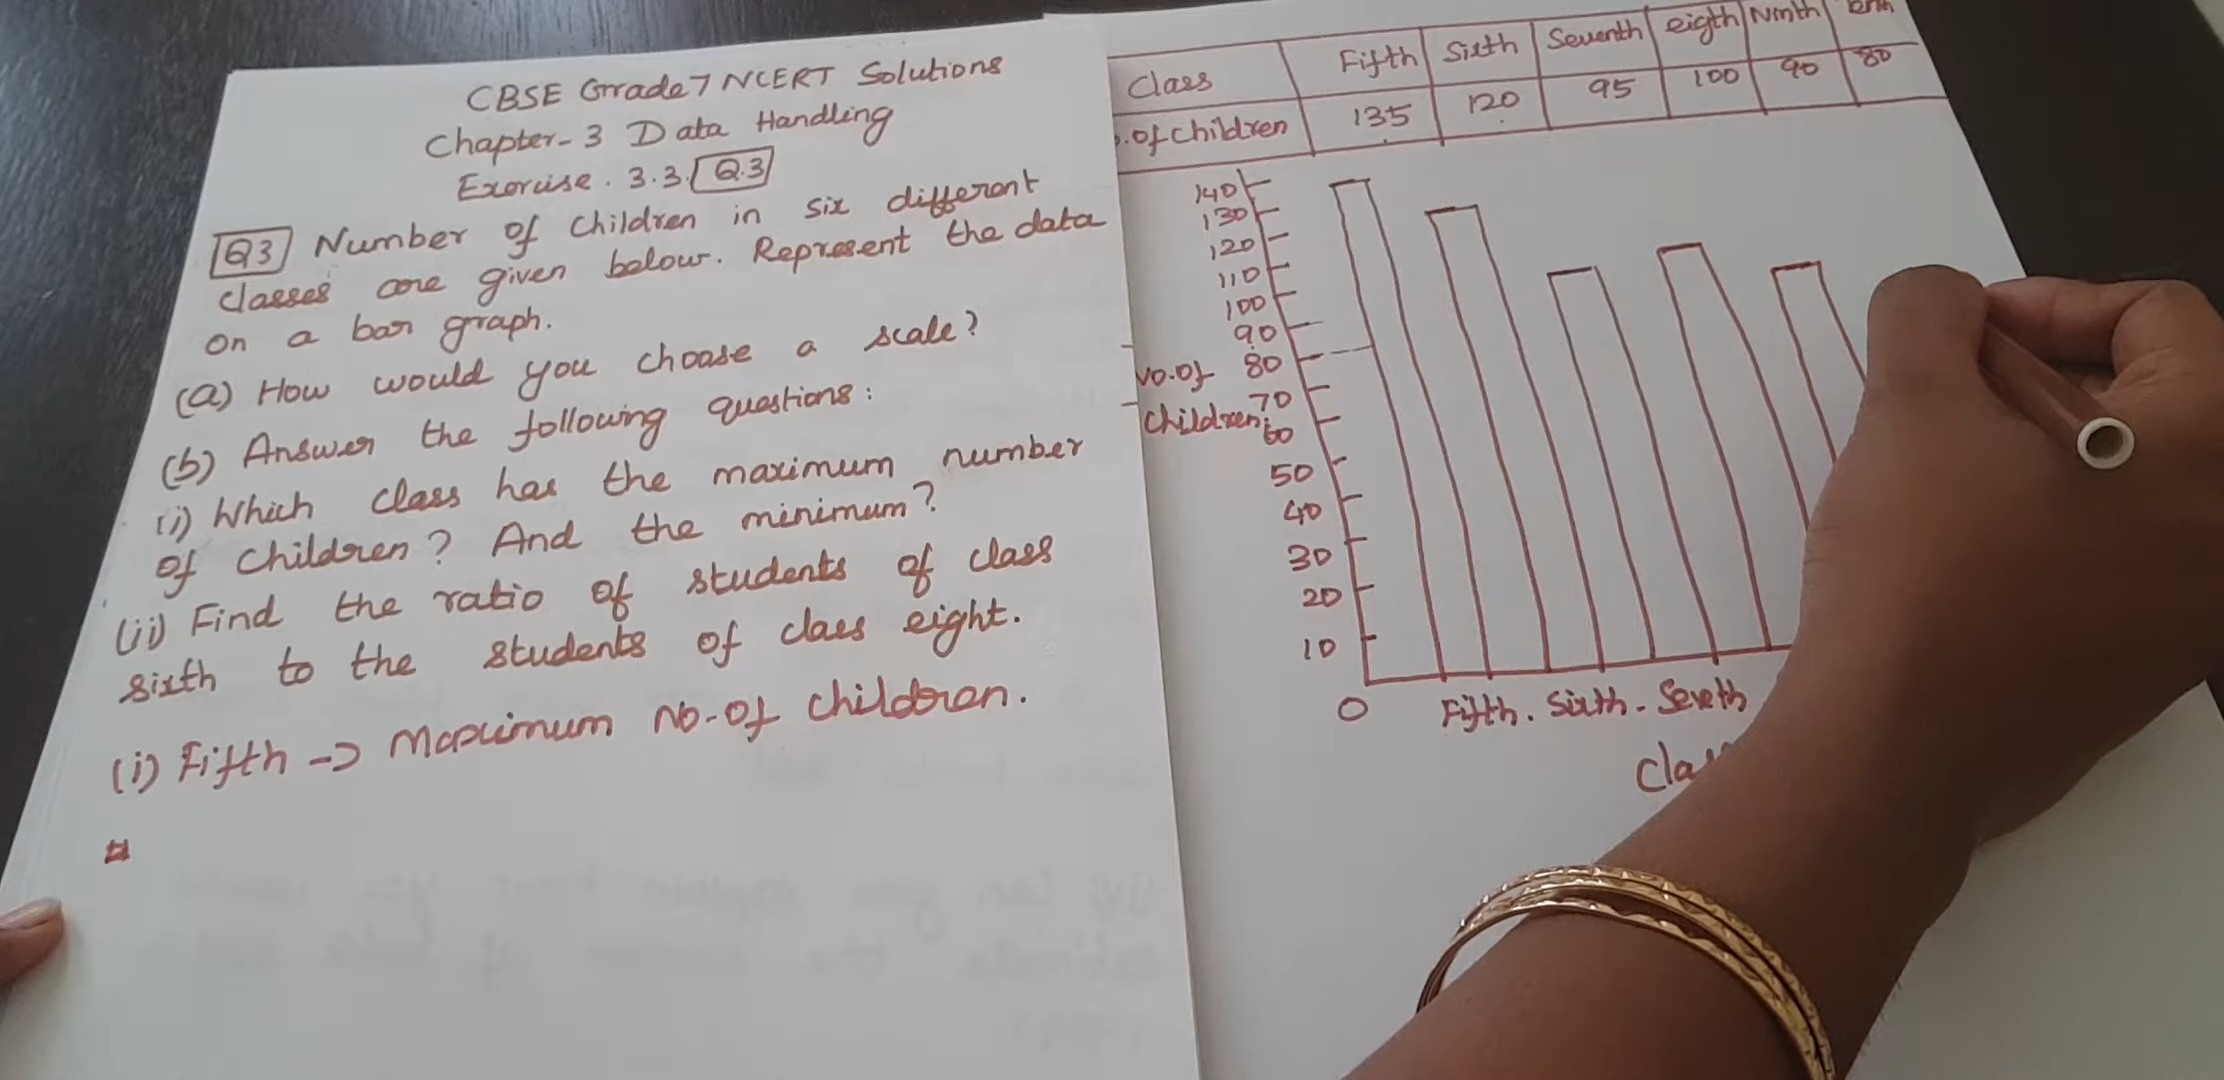 CBSE Grade 7 NCERT Solutions
Chapter-3 Data Handling
Exercise. 3.3. Q.3
Q3 Number of Children in six different
classes are given below. Represent the data
on a bar graph.
(a) How would you choose a scale?
(b) Answer the following questions:
(i) Which class has the maximum number
of children? And the minimum?
(ii) Find the ratio of students of class
sixth to the students of class eight.
(i) Fifth -> Maximum No-of children.
Class Fifth Sixth Seventh eigth Ninth
.of children 135 120 95 100 90 80
140
130
120
110
100
90
80
70
60
50
40
30
20
10
0
No.of
children
Fifth. Sixth - Seveth